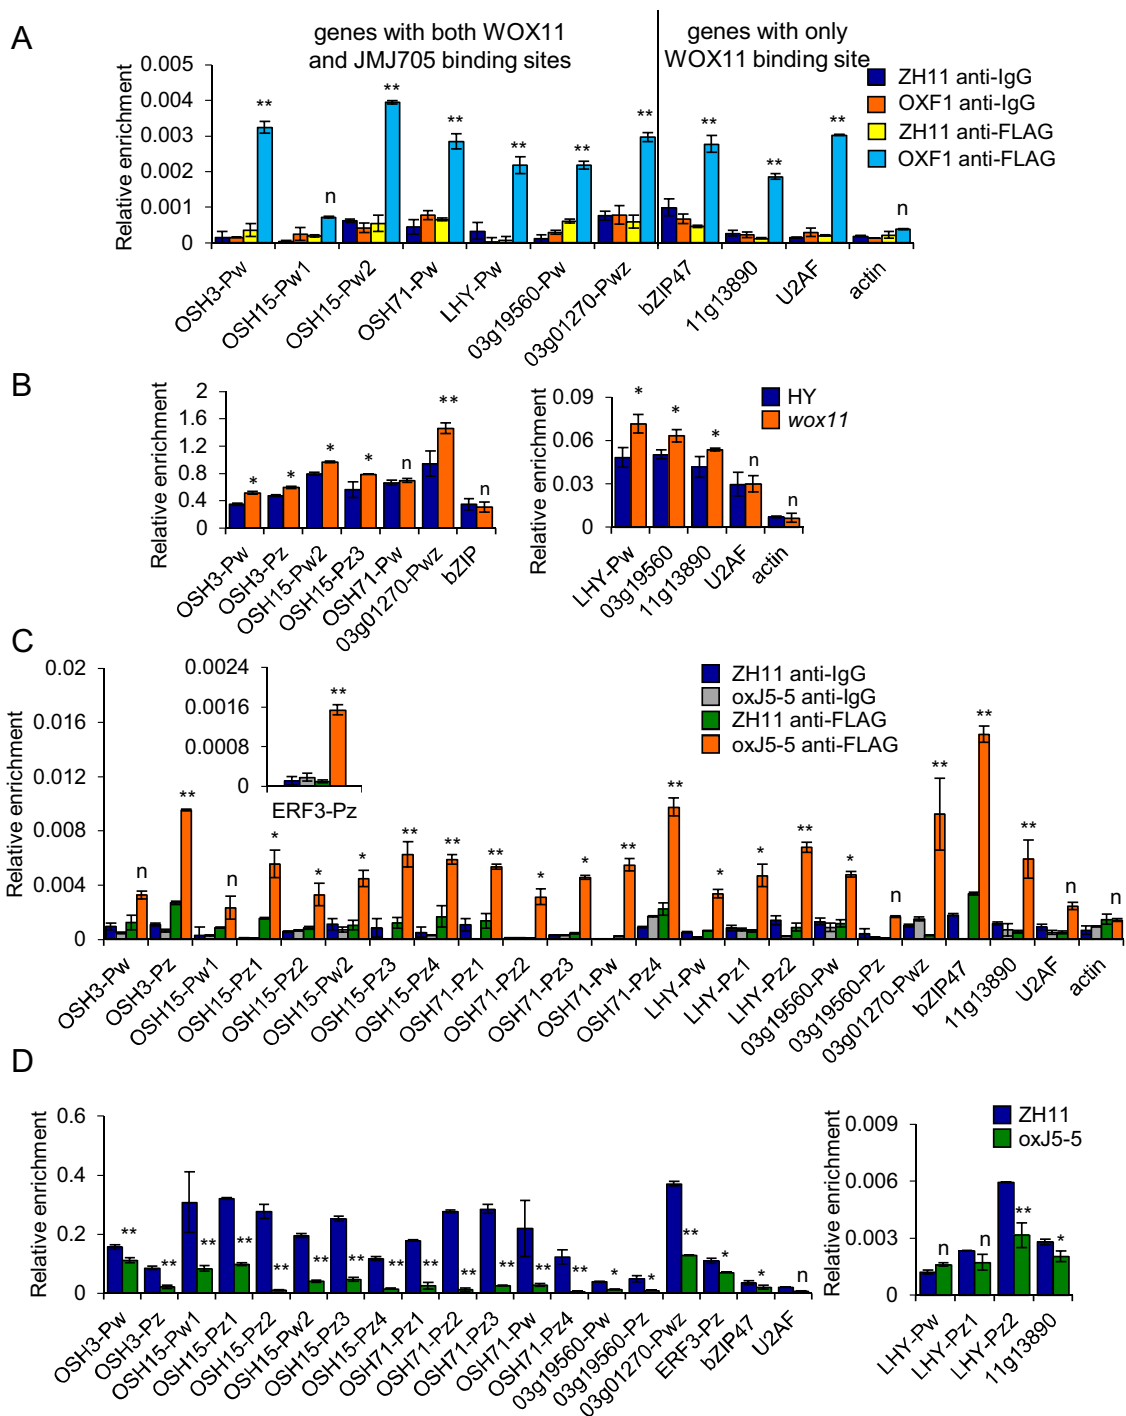 A
genes with both WOX11
and JMJ705 binding sites
genes with only
WOX11 binding site
ZH11 anti-IgG
OXF1 anti-IgG
ZH11 anti-FLAG
OXF1 anti-FLAG
Relative enrichment
0.005
0.004
0.003
0.002
0.001
0
** n ** ** ** ** ** ** ** ** n
OSH3-Pw
OSH15-Pw1
OSH15-Pw2
OSH71-Pw
LHY-Pw
03g19560-Pw
03g01270-Pwz
bZIP47
11g13890
U2AF
actin
B
Relative enrichment
2
1.6
1.2
0.8
0.4
0
* * * * n ** n
OSH3-Pw
OSH3-Pz
OSH15-Pw2
OSH15-Pz3
OSH71-Pw
03g01270-Pwz
bZIP
Relative enrichment
0.09
0.06
0.03
0
* * * n n
HY
wox11
LHY-Pw
03g19560
11g13890
U2AF
actin
C
Relative enrichment
0.02
0.016
0.012
0.008
0.004
0
0.0024
0.0016
0.0008
0
**
ERF3-Pz
ZH11 anti-IgG
oxJ5-5 anti-IgG
ZH11 anti-FLAG
oxJ5-5 anti-FLAG
n ** n * * * ** ** ** * * ** ** * * ** * n ** ** ** n n
OSH3-Pw
OSH3-Pz
OSH15-Pw1
OSH15-Pz1
OSH15-Pz2
OSH15-Pw2
OSH15-Pz3
OSH15-Pz4
OSH71-Pz1
OSH71-Pz2
OSH71-Pz3
OSH71-Pw
OSH71-Pz4
LHY-Pw
LHY-Pz1
LHY-Pz2
03g19560-Pw
03g19560-Pz
03g01270-Pwz
bZIP47
11g13890
U2AF
actin
D
Relative enrichment
0.6
0.4
0.2
0
** ** ** ** ** ** ** ** ** ** ** ** ** * * ** * * n
OSH3-Pw
OSH3-Pz
OSH15-Pw1
OSH15-Pz1
OSH15-Pz2
OSH15-Pw2
OSH15-Pz3
OSH15-Pz4
OSH71-Pz1
OSH71-Pz2
OSH71-Pz3
OSH71-Pw
OSH71-Pz4
03g19560-Pw
03g19560-Pz
03g01270-Pwz
ERF3-Pz
bZIP47
U2AF
Relative enrichment
0.009
0.006
0.003
0
ZH11
oxJ5-5
n n ** *
LHY-Pw
LHY-Pz1
LHY-Pz2
11g13890